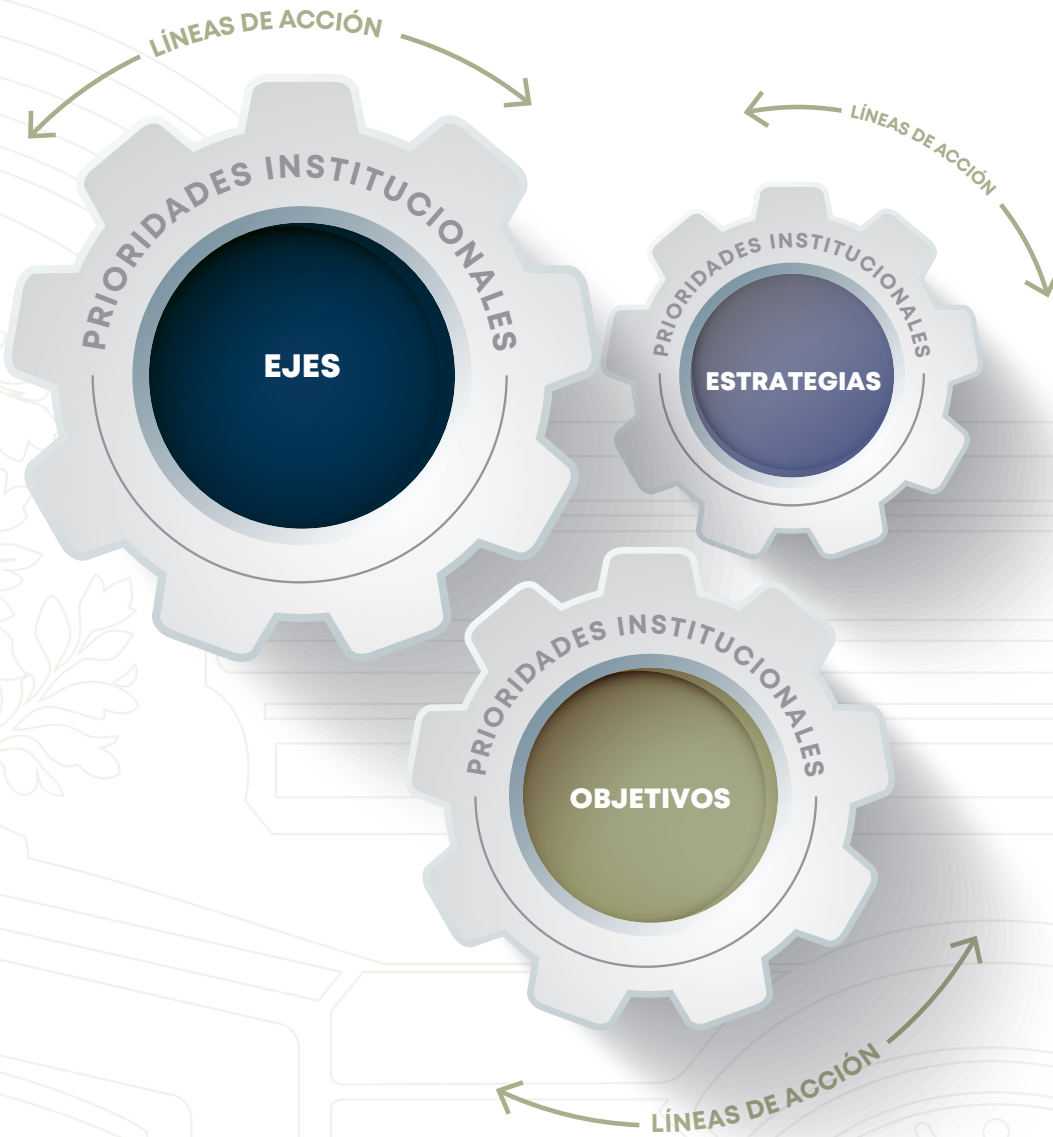 LÍNEAS DE ACCIÓN
PRIORIDADES INSTITUCIONALES
EJES
LÍNEAS DE ACCIÓN
PRIORIDADES INSTITUCIONALES
ESTRATEGIAS
PRIORIDADES INSTITUCIONALES
OBJETIVOS
LÍNEAS DE ACCIÓN